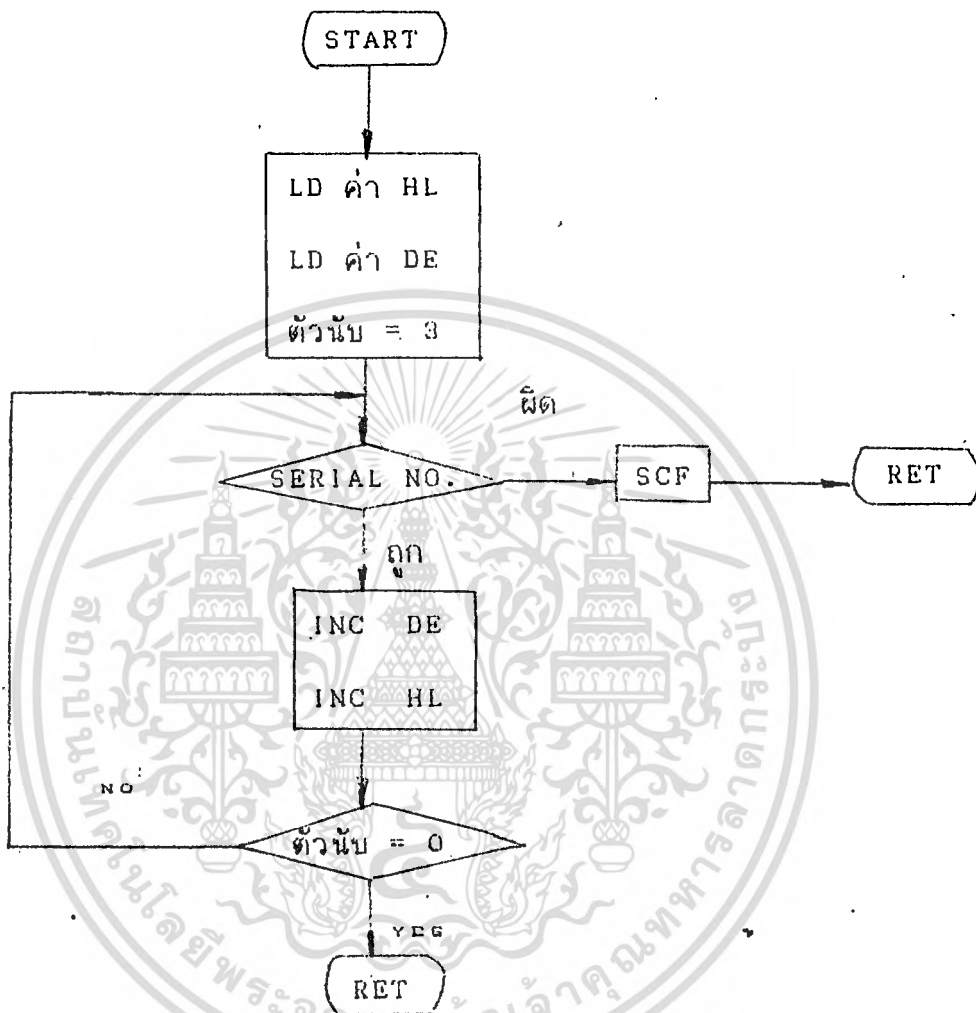 START
LD ค่า HL
LD ค่า DE
ตัวนับ = 3
ผิด
SERIAL NO.
SCF
RET
ถูก
INC DE
INC HL
NO
ตัวนับ = 0
YES
RET